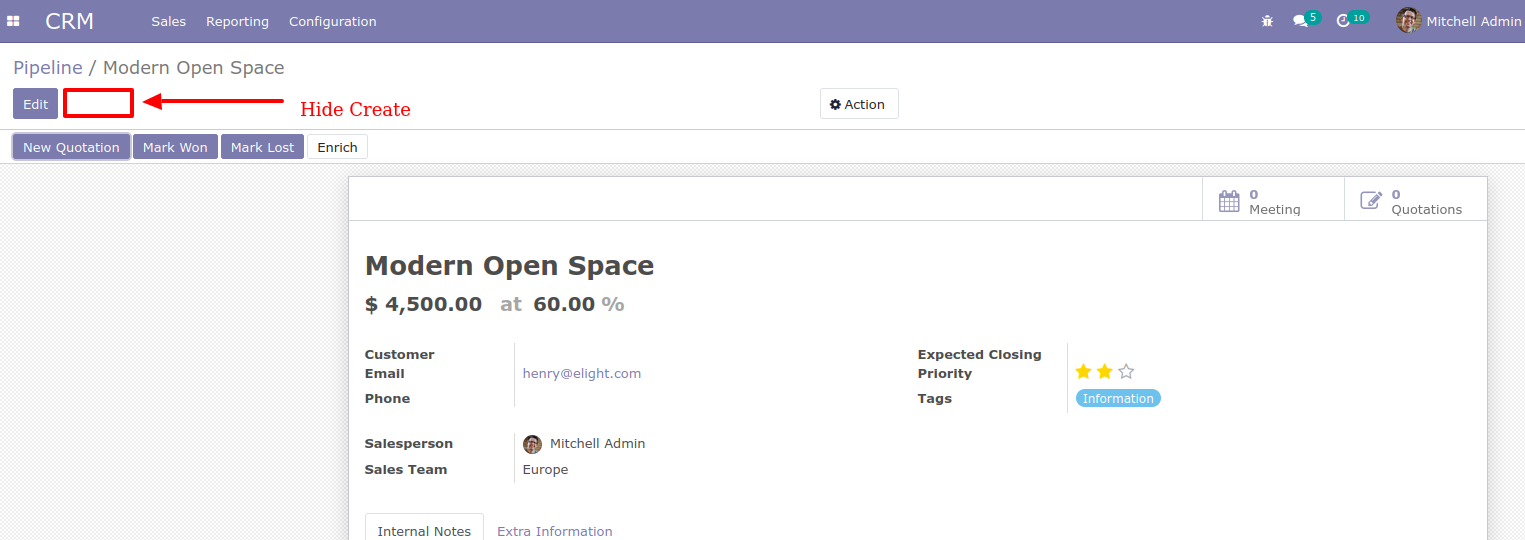 CRM Sales Reporting Configuration 5 10 Mitchell Admin
Pipeline / Modern Open Space
Edit Hide Create Action
New Quotation Mark Won Mark Lost Enrich
0 Meeting 0 Quotations
Modern Open Space
$ 4,500.00 at 60.00 %
Customer Expected Closing
Email henry@elight.com Priority
Phone Tags Information
Salesperson Mitchell Admin
Sales Team Europe
Internal Notes Extra Information